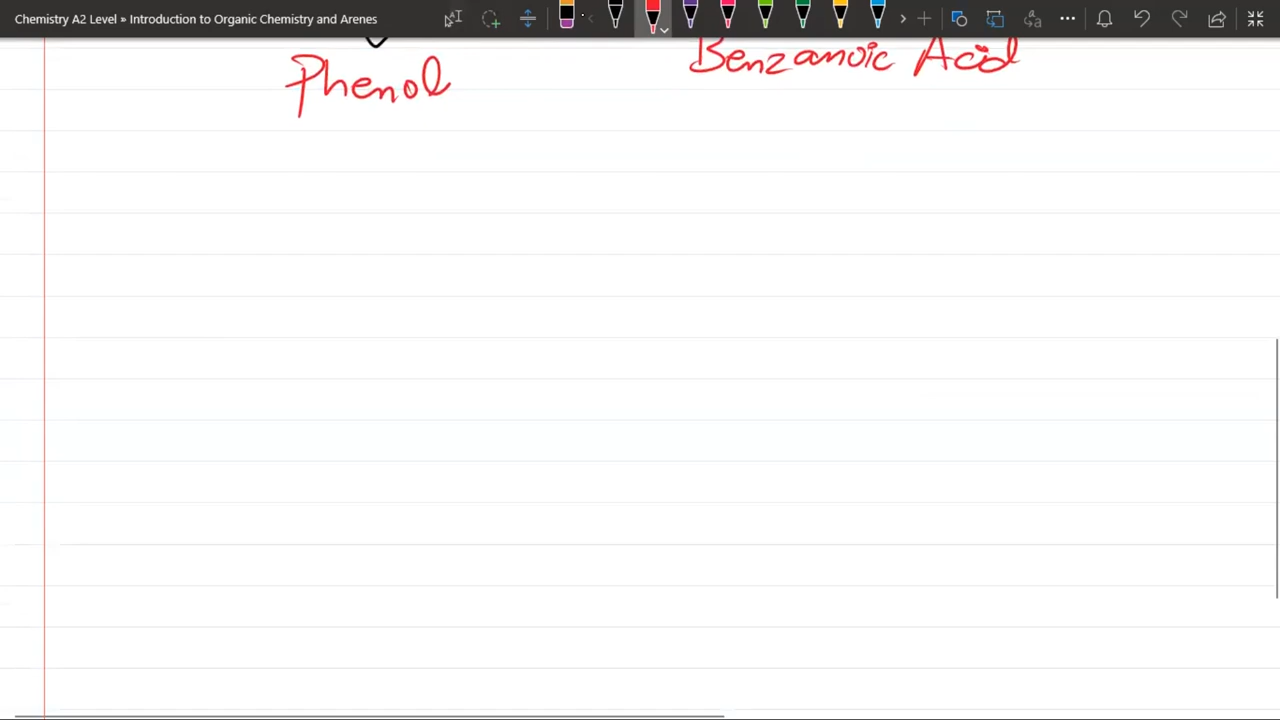 Chemistry A2 Level » Introduction to Organic Chemistry and Arenes
Phenol
Benzanoic Acid